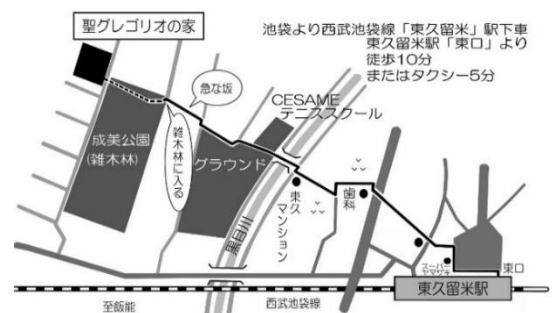 聖グレゴリオの家
池袋より西武池袋線「東久留米」駅下車
東久留米駅「東口」より
徒歩10分
またはタクシー5分
急な坂
CESAME
テニススクール
成美公園
(雑木林)
雑木林に入る
グラウンド
黒目川
東久
マンション
歯科
スーパー
ヤマザキ
東口
東久留米駅
至飯能
西武池袋線